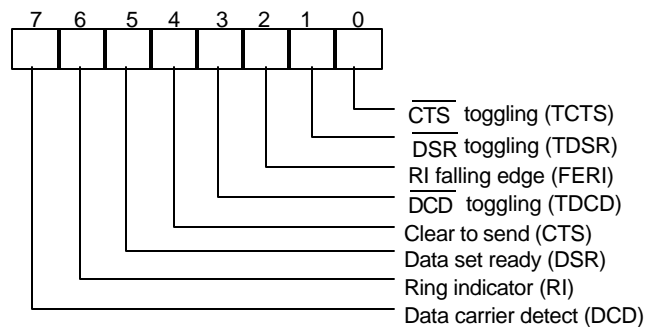 7 6 5 4 3 2 1 0
CTS toggling (TCTS)
DSR toggling (TDSR)
RI falling edge (FERI)
DCD toggling (TDCD)
Clear to send (CTS)
Data set ready (DSR)
Ring indicator (RI)
Data carrier detect (DCD)